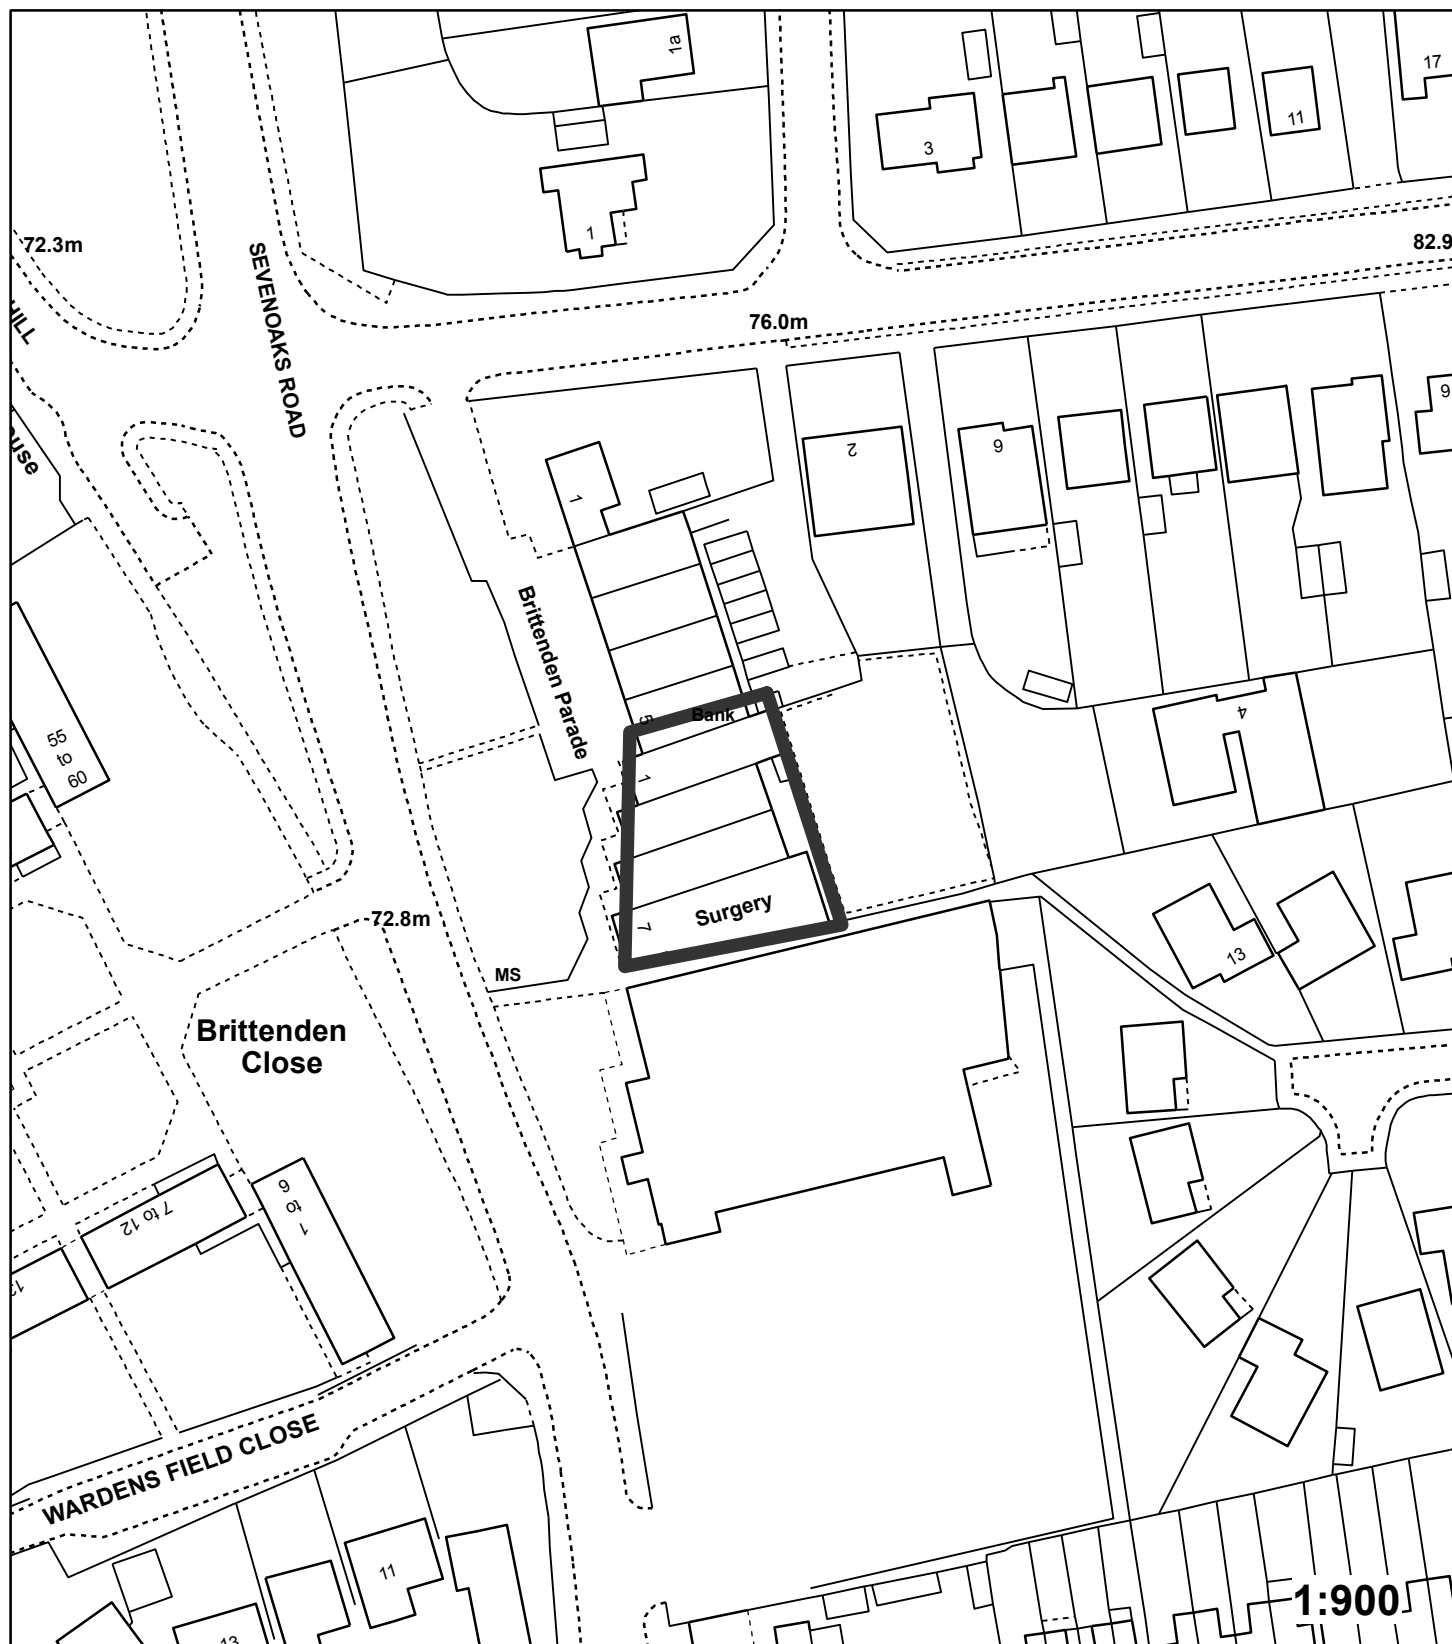 1a
17
3
11
1
72.3m
SEVENOAKS ROAD
82.9
HILL
76.0m
2
6
9
ouse
1
Brittenden Parade
5
Bank
4
55
to
60
1
Surgery
7
72.8m
13
MS
Brittenden
Close
7 to 12
6
to
1
WARDENS FIELD CLOSE
11
13
1:900